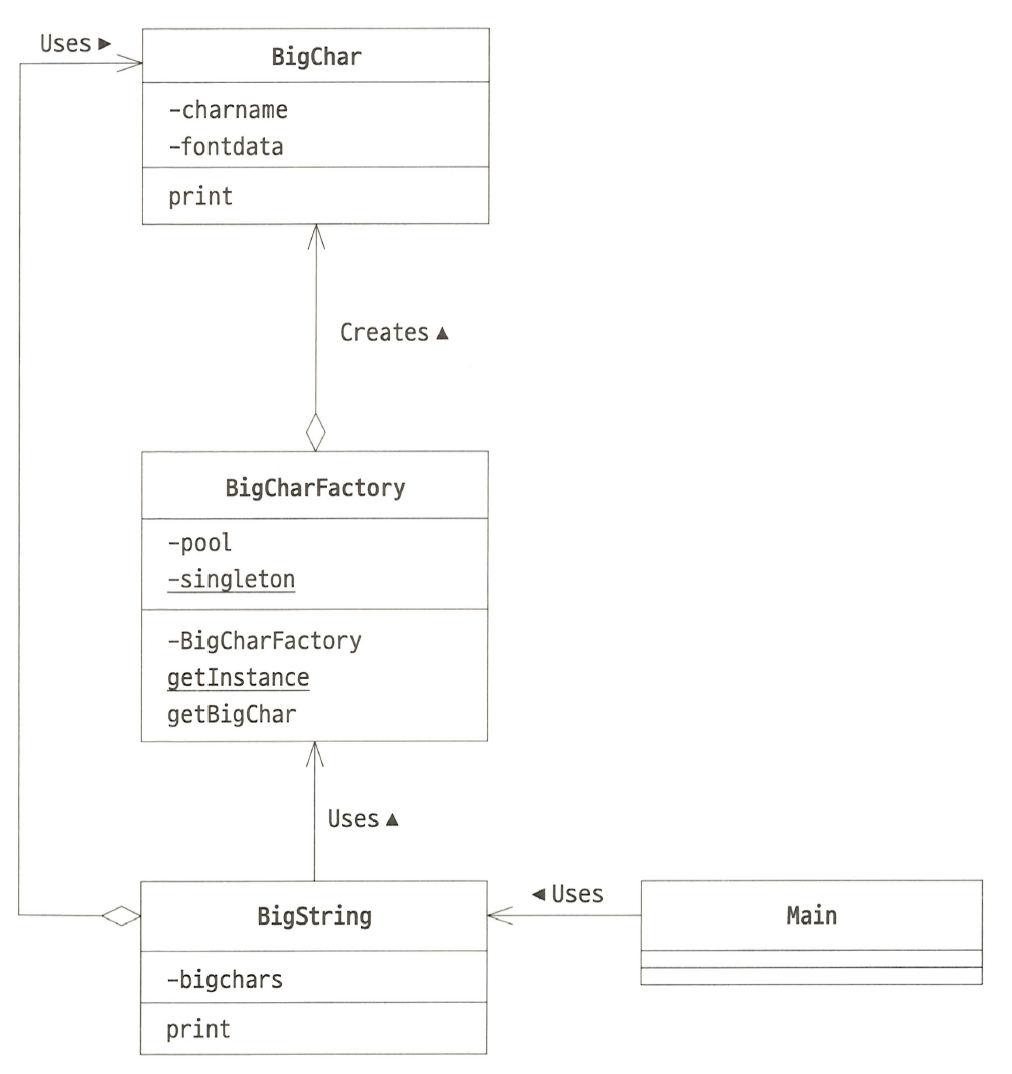 Uses ▶
BigChar
-charname
-fontdata
print
Creates ▲
BigCharFactory
-pool
-singleton
-BigCharFactory
getInstance
getBigChar
Uses ▲
BigString
-bigchars
print
◀ Uses
Main